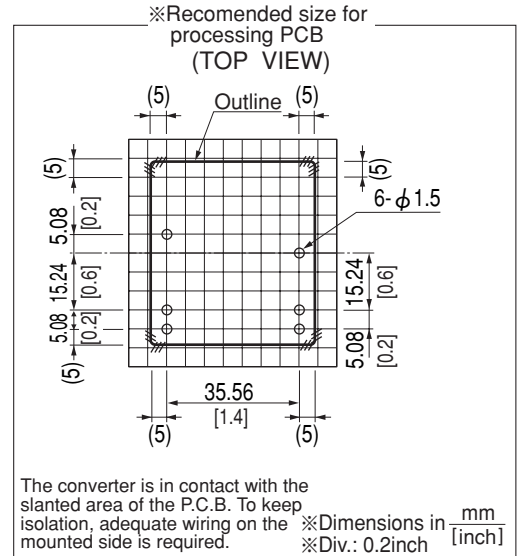 ※Recomended size for
processing PCB
(TOP VIEW)
(5)
Outline
(5)
(5)
(5)
6-ϕ1.5
5.08
[0.2]
15.24
[0.6]
5.08
[0.2]
(5)
15.24
[0.6]
5.08
[0.2]
35.56
[1.4]
(5)
(5)
The converter is in contact with the
slanted area of the P.C.B. To keep
isolation, adequate wiring on the
mounted side is required.
※Dimensions in mm
[inch]
※Div.: 0.2inch